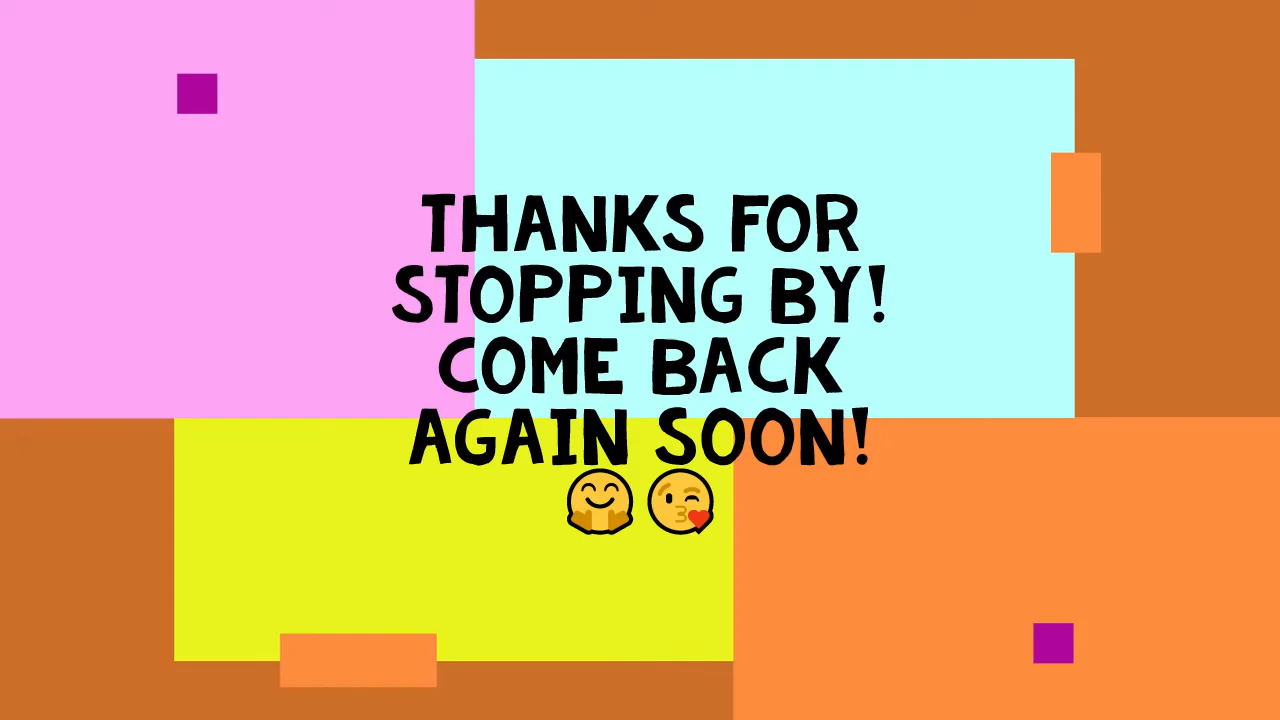 THANKS FOR
STOPPING BY!
COME BACK
AGAIN SOON!
🤗😘